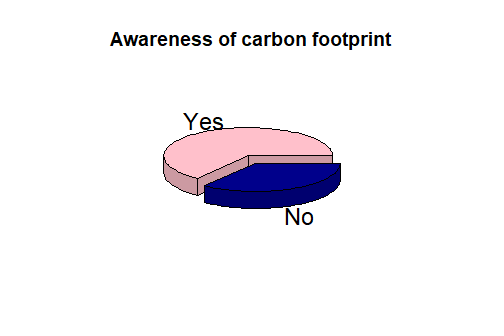 Awareness of carbon footprint
Yes
No